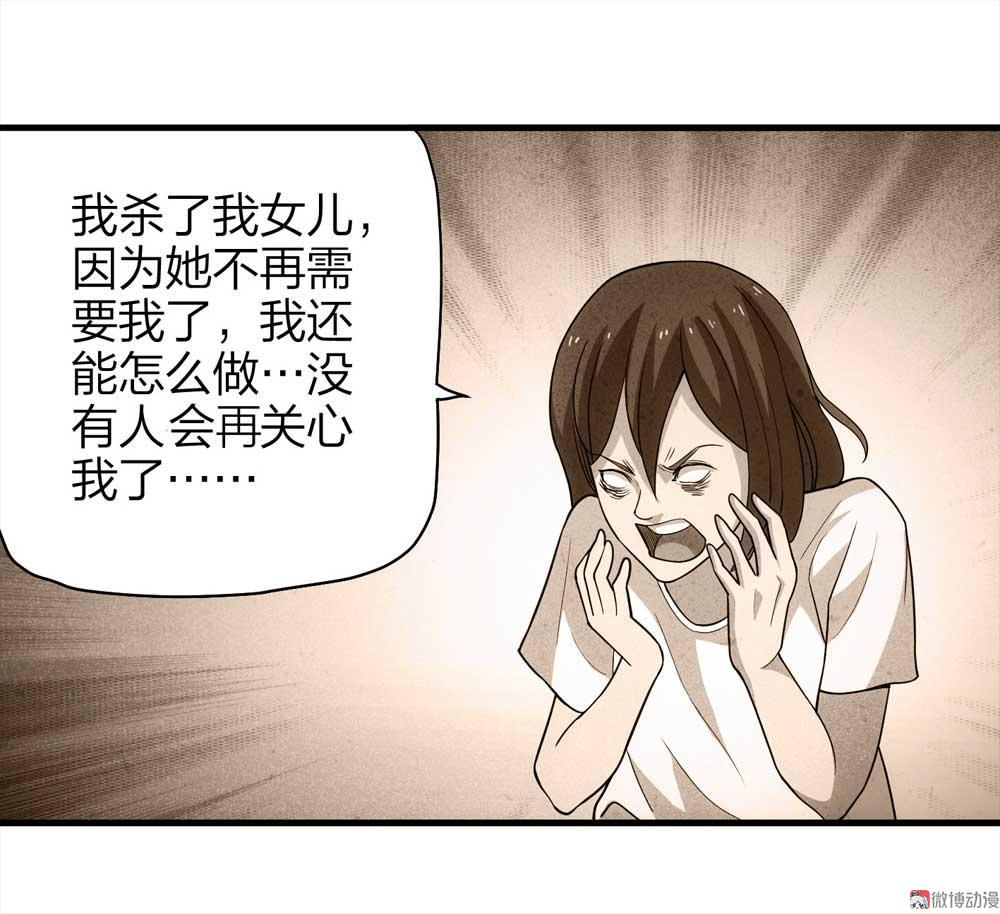 我杀了我女儿，
因为她不再需
要我了，我还
能怎么做…没
有人会再关心
我了……
微博动漫